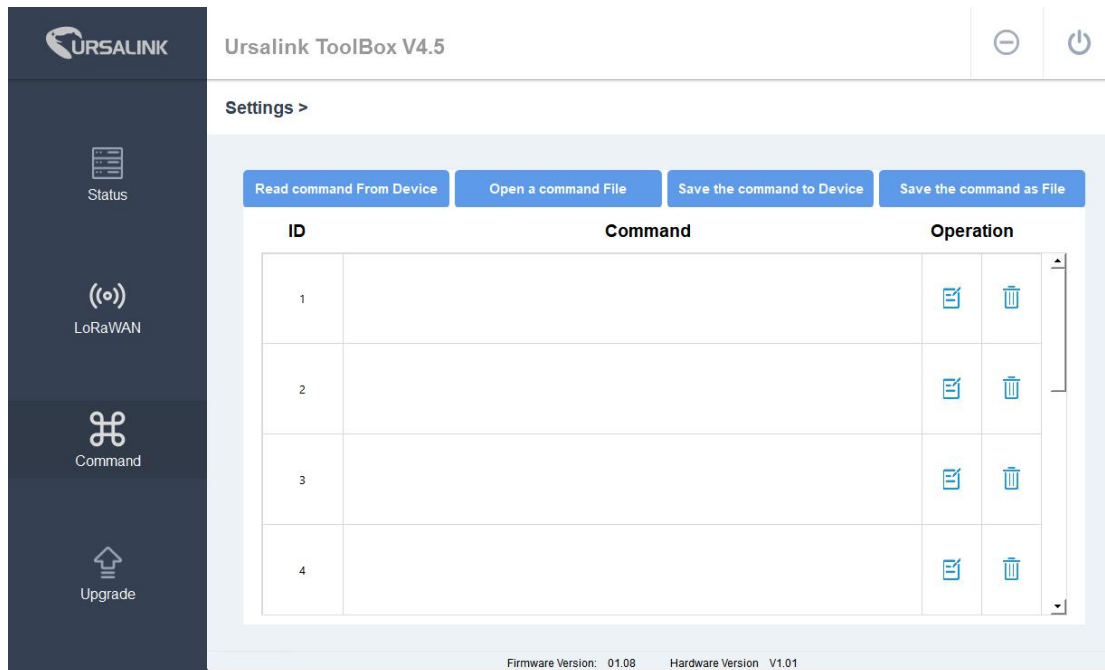 URSALINK
Ursalink ToolBox V4.5
Settings >
Status
LoRaWAN
Command
Upgrade
Read command From Device
Open a command File
Save the command to Device
Save the command as File
ID Command Operation
1
2
3
4
Firmware Version: 01.08 Hardware Version V1.01